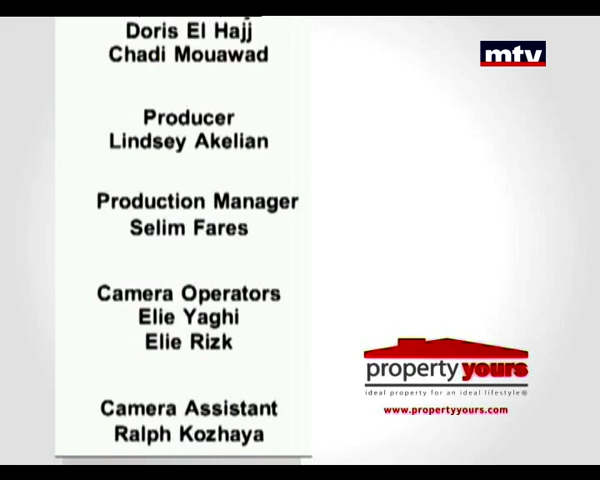 Doris El Hajj
Chadi Mouawad
mtv
Producer
Lindsey Akelian
Production Manager
Selim Fares
Camera Operators
Elie Yaghi
Elie Rizk
property yours
ideal property for an ideal lifestyle®
www.propertyyours.com
Camera Assistant
Ralph Kozhaya